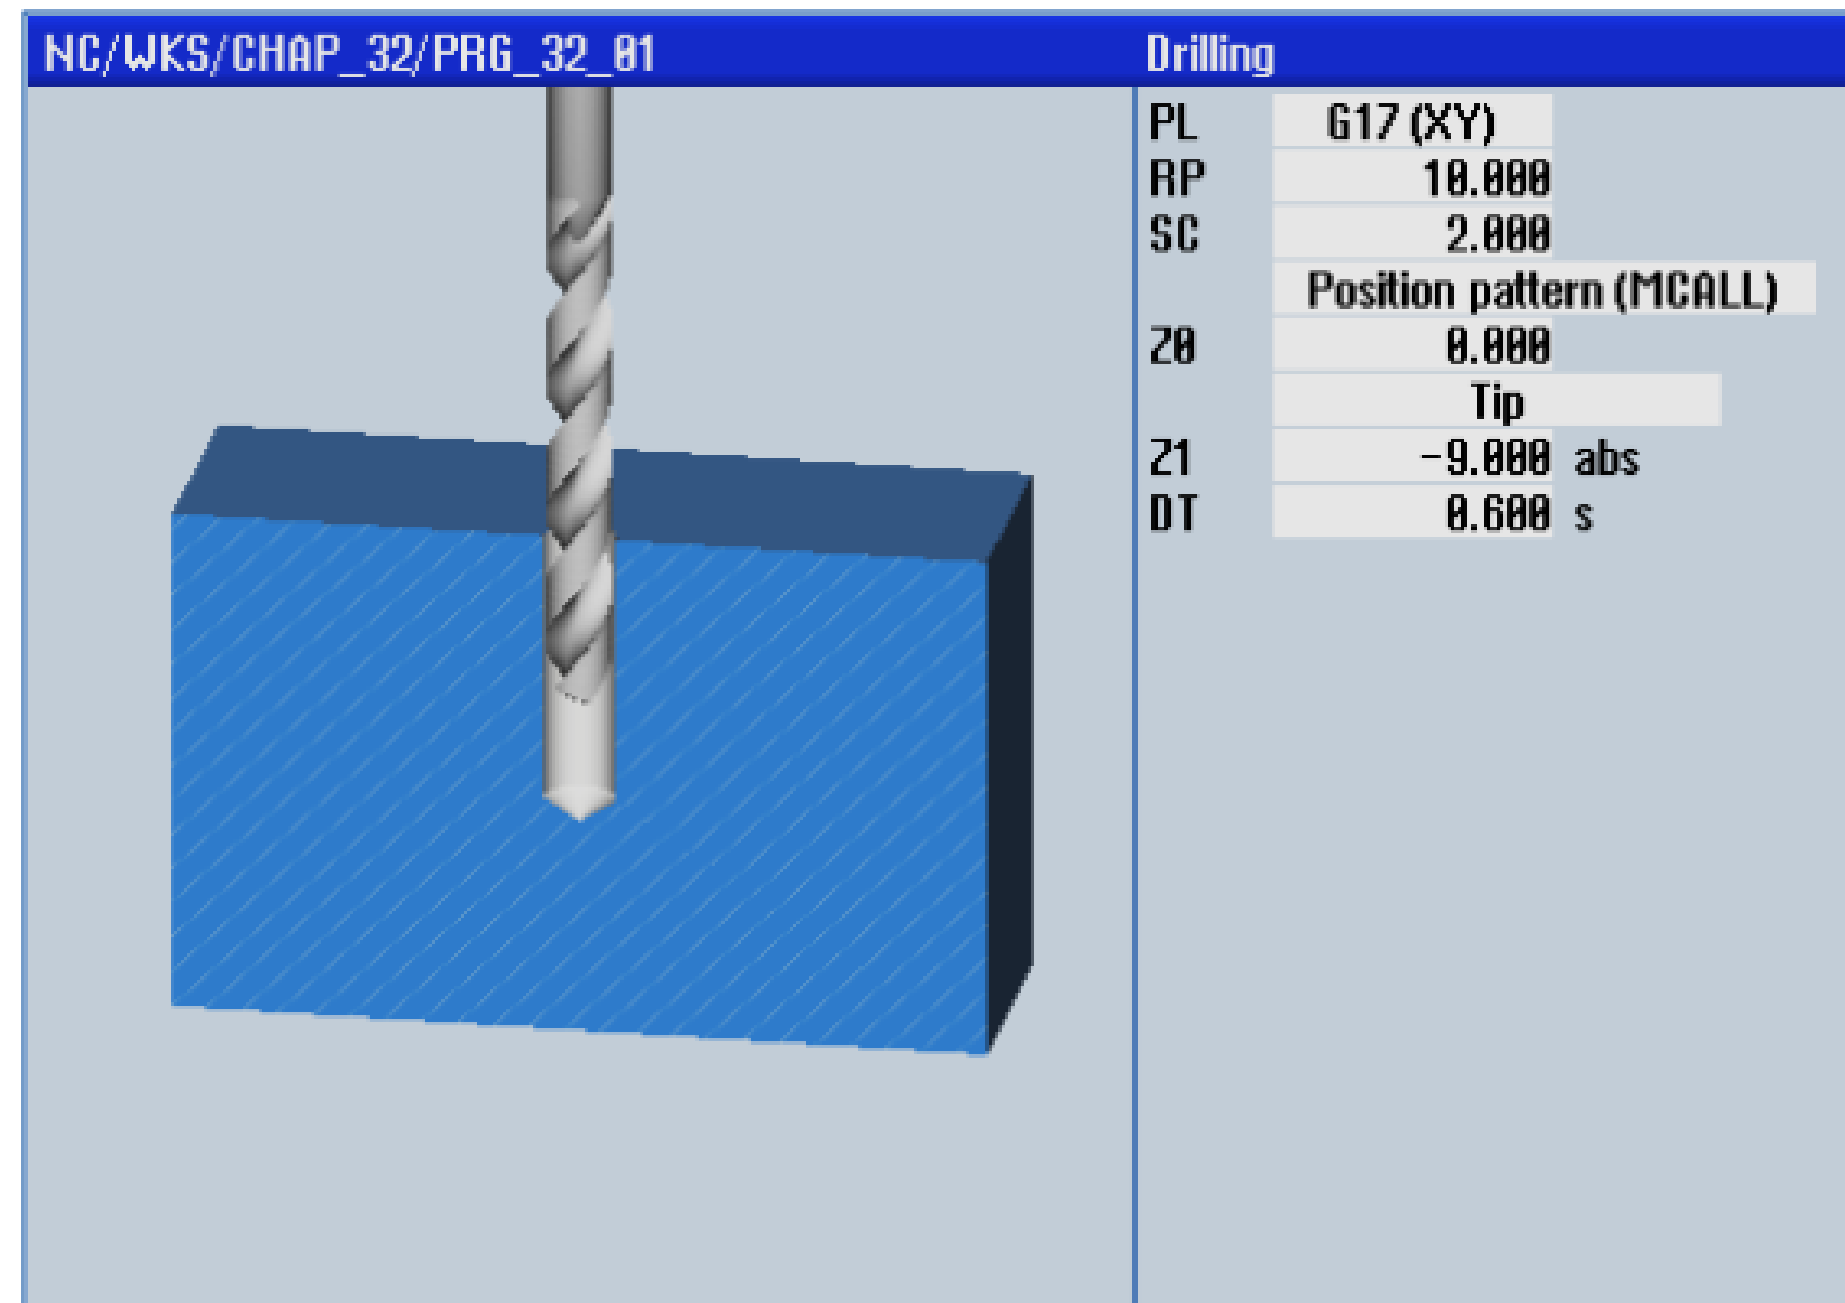 NC/WKS/CHAP_32/PRG_32_01
Drilling
PL G17 (XY)
RP 10.000
SC 2.000
Position pattern (MCALL)
Z0 0.000
Tip
Z1 -9.000 abs
DT 0.600 s